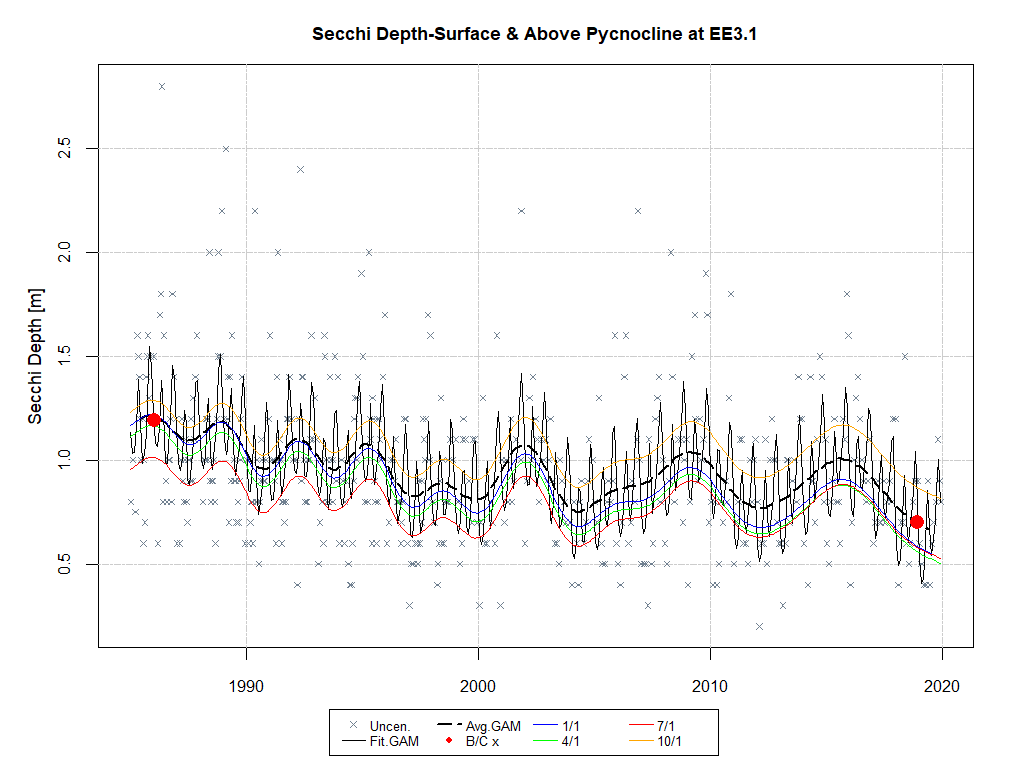 Secchi Depth-Surface & Above Pycnocline at EE3.1
Secchi Depth [m]
2.5
2.0
1.5
1.0
0.5
1990 2000 2010 2020
Uncen. Avg.GAM 1/1 7/1
Fit.GAM B/C x 4/1 10/1